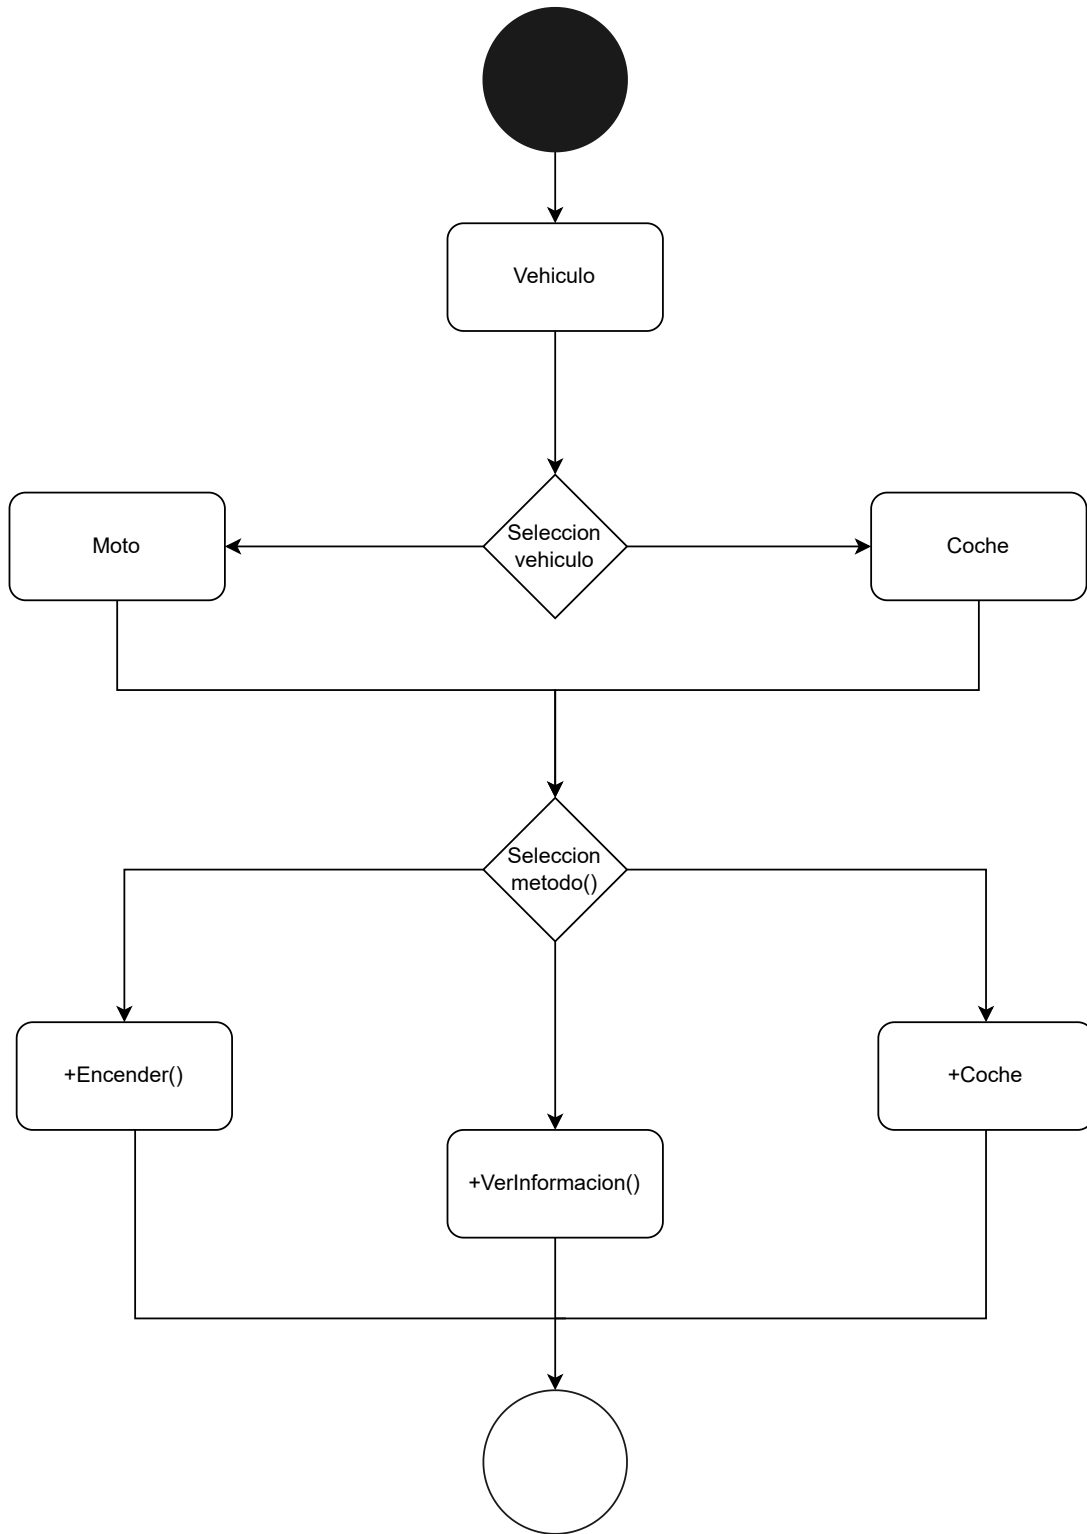 Vehiculo
Moto
Seleccion
vehiculo
Coche
Seleccion
metodo()
+Encender()
+VerInformacion()
+Coche